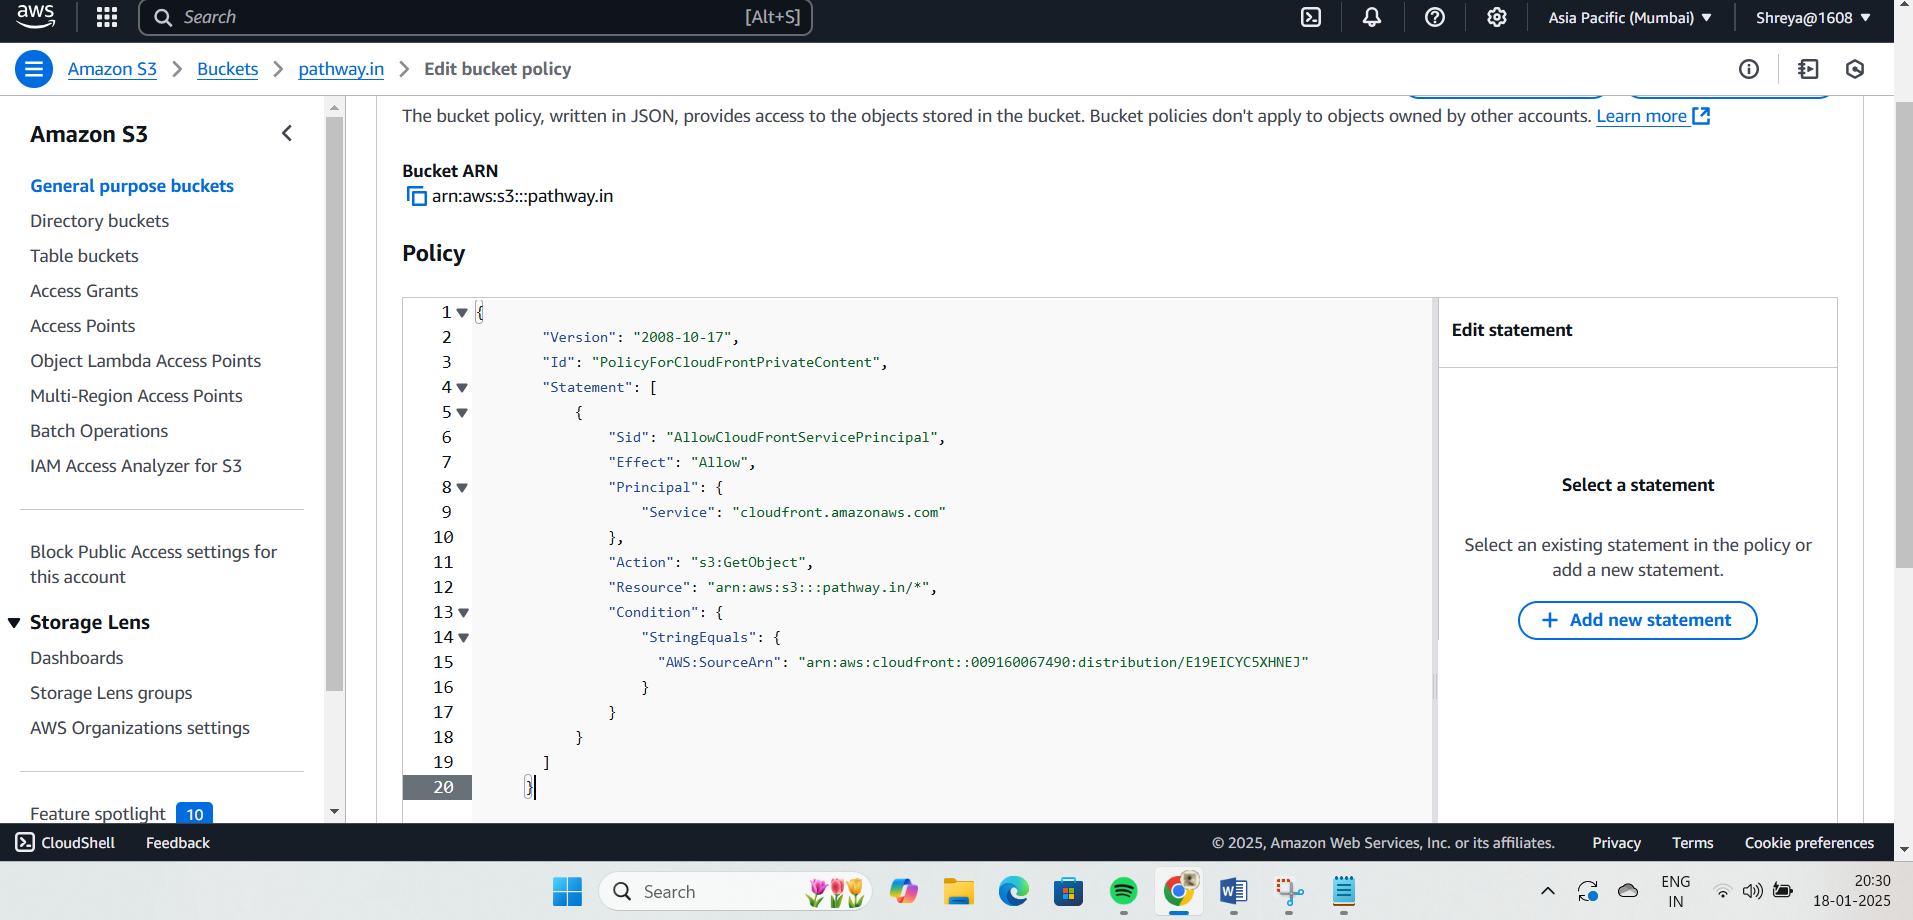 aws
Search [Alt+S]
Asia Pacific (Mumbai) Shreya@1608
Amazon S3 Buckets pathway.in Edit bucket policy
Amazon S3
General purpose buckets
Directory buckets
Table buckets
Access Grants
Access Points
Object Lambda Access Points
Multi-Region Access Points
Batch Operations
IAM Access Analyzer for S3
Block Public Access settings for
this account
Storage Lens
Dashboards
Storage Lens groups
AWS Organizations settings
Feature spotlight 10
The bucket policy, written in JSON, provides access to the objects stored in the bucket. Bucket policies don't apply to objects owned by other accounts. Learn more
Bucket ARN
arn:aws:s3:::pathway.in
Policy
1 {
2 "Version": "2008-10-17",
3 "Id": "PolicyForCloudFrontPrivateContent",
4 "Statement": [
5 {
6 "Sid": "AllowCloudFrontServicePrincipal",
7 "Effect": "Allow",
8 "Principal": {
9 "Service": "cloudfront.amazonaws.com"
10 },
11 "Action": "s3:GetObject",
12 "Resource": "arn:aws:s3:::pathway.in/*",
13 "Condition": {
14 "StringEquals": {
15 "AWS:SourceArn": "arn:aws:cloudfront::009160067490:distribution/E19EICYC5XHNEJ"
16 }
17 }
18 }
19 ]
20 }
Edit statement
Select a statement
Select an existing statement in the policy or
add a new statement.
+ Add new statement
CloudShell Feedback
© 2025, Amazon Web Services, Inc. or its affiliates. Privacy Terms Cookie preferences
Search
ENG
IN
20:30
18-01-2025